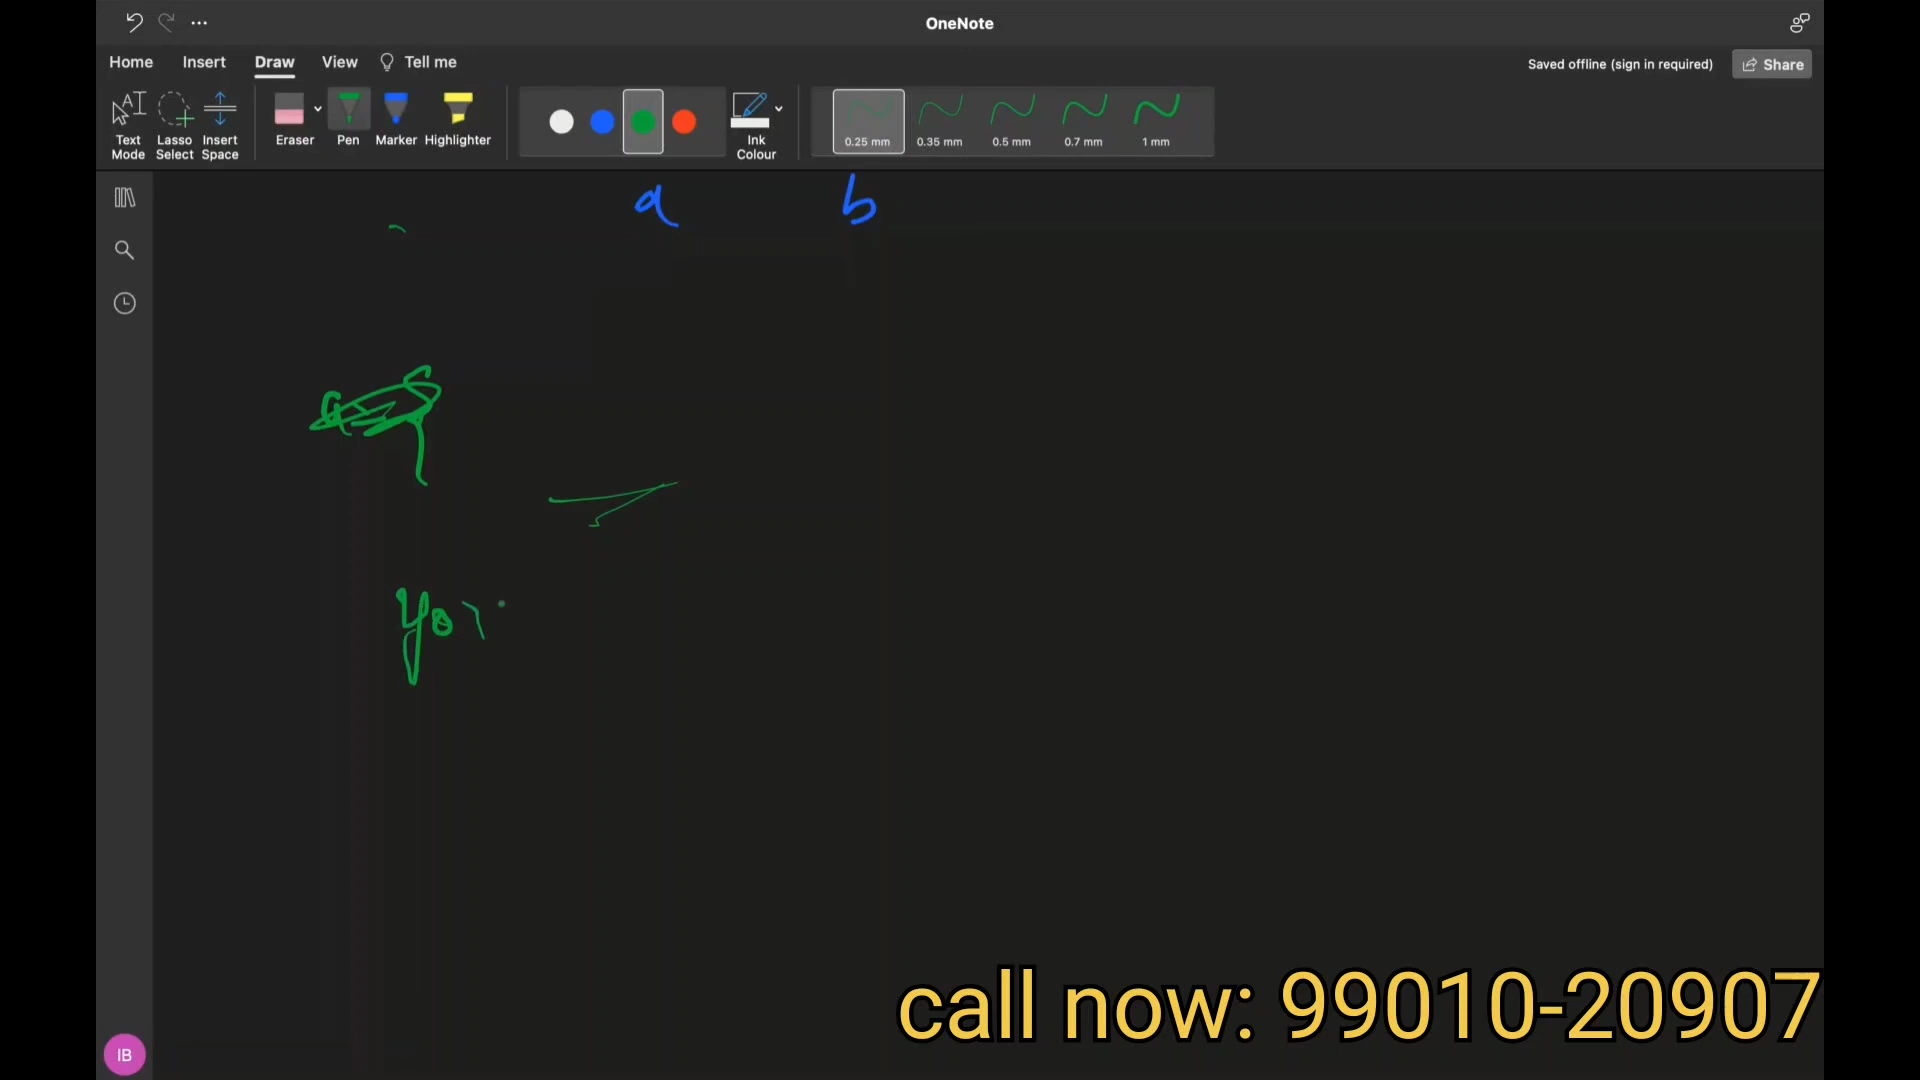 OneNote
Home Insert Draw View Tell me
Saved offline (sign in required) Share
Text Mode Lasso Select Insert Space Eraser Pen Marker Highlighter Ink Colour 0.25 mm 0.35 mm 0.5 mm 0.7 mm 1 mm
a b
call now: 99010-20907
IB